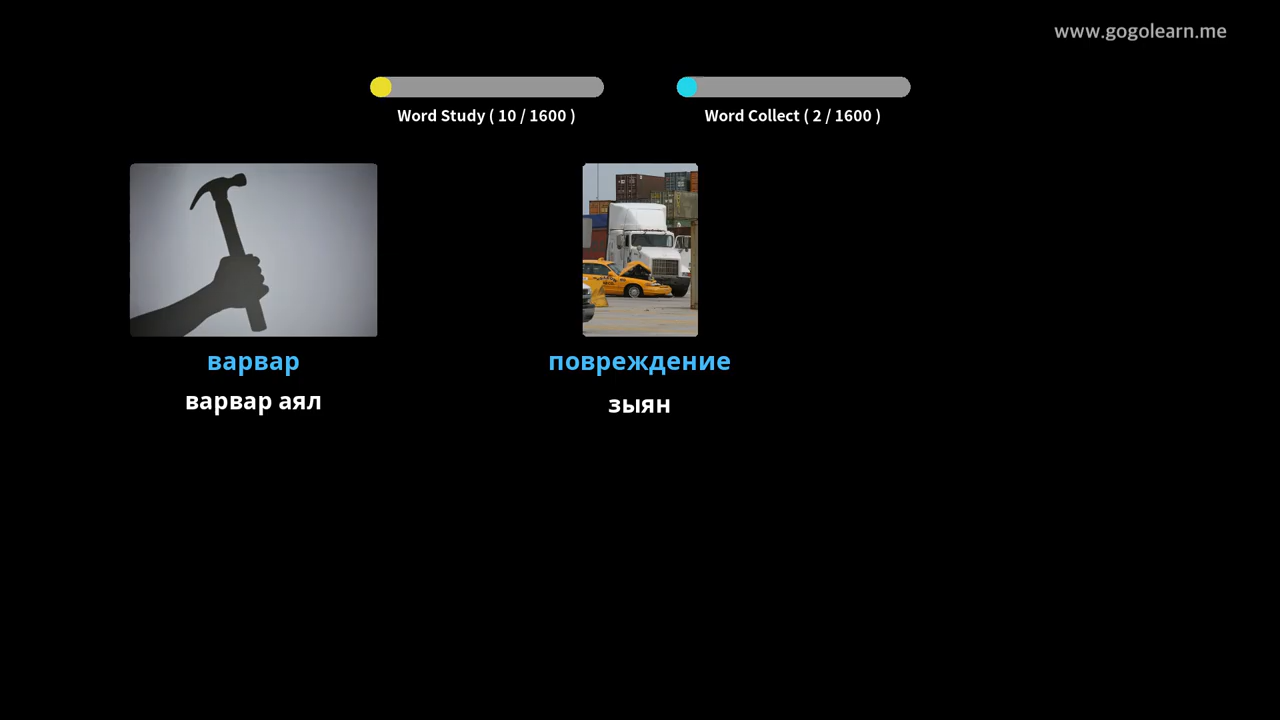 www.gogolearn.me
Word Study ( 10 / 1600 )
Word Collect ( 2 / 1600 )
варвар
варвар аял
повреждение
зыян